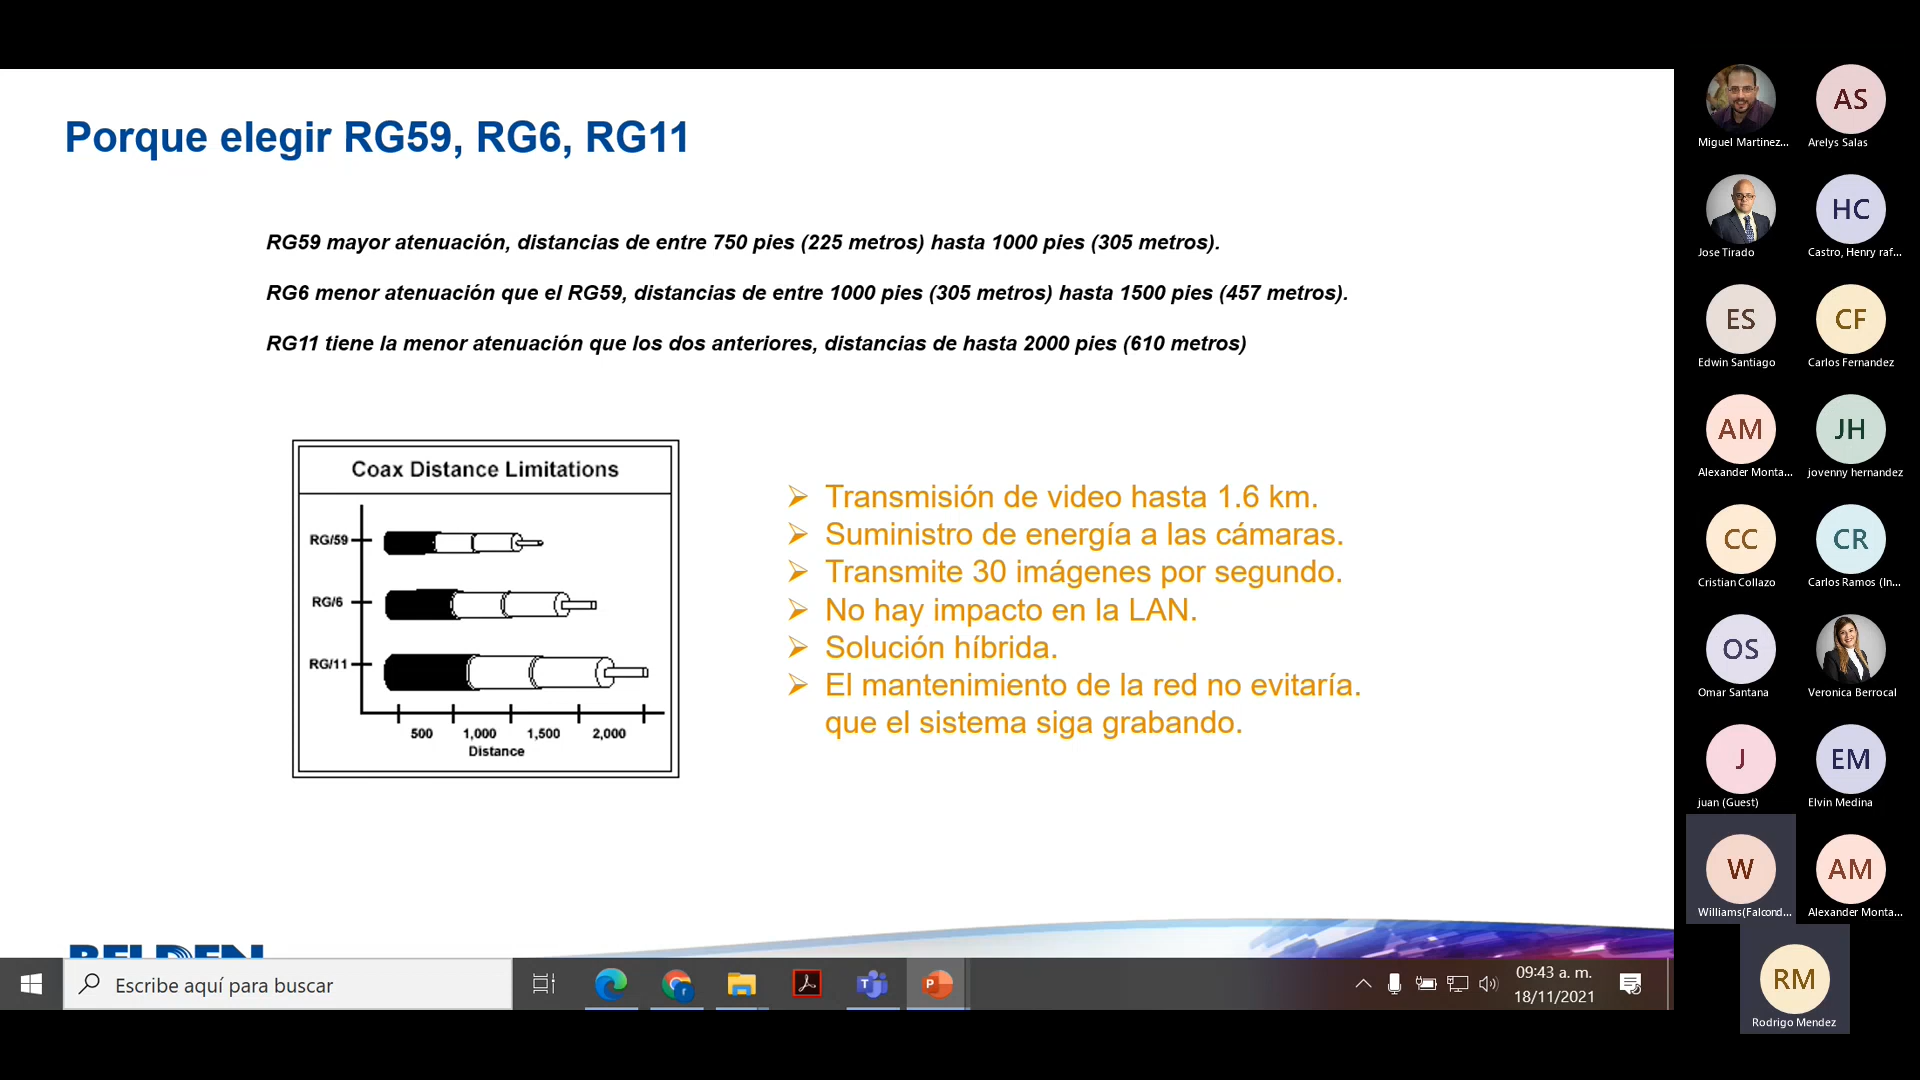 Porque elegir RG59, RG6, RG11
RG59 mayor atenuación, distancias de entre 750 pies (225 metros) hasta 1000 pies (305 metros).
RG6 menor atenuación que el RG59, distancias de entre 1000 pies (305 metros) hasta 1500 pies (457 metros).
RG11 tiene la menor atenuación que los dos anteriores, distancias de hasta 2000 pies (610 metros)
Coax Distance Limitations
RG/59
RG/6
RG/11
500 1,000 1,500 2,000
Distance
Transmisión de video hasta 1.6 km.
Suministro de energía a las cámaras.
Transmite 30 imágenes por segundo.
No hay impacto en la LAN.
Solución híbrida.
El mantenimiento de la red no evitaría.
que el sistema siga grabando.
BELDEN
Escribe aquí para buscar
09:43 a. m.
18/11/2021
Miguel Martinez...
AS
Arelys Salas
Jose Tirado
HC
Castro, Henry raf...
ES
Edwin Santiago
CF
Carlos Fernandez
AM
Alexander Monta...
JH
jovenny hernandez
CC
Cristian Collazo
CR
Carlos Ramos (In...
OS
Omar Santana
Veronica Berrocal
J
juan (Guest)
EM
Elvin Medina
W
Williams(Falcond...
AM
Alexander Monta...
RM
Rodrigo Mendez